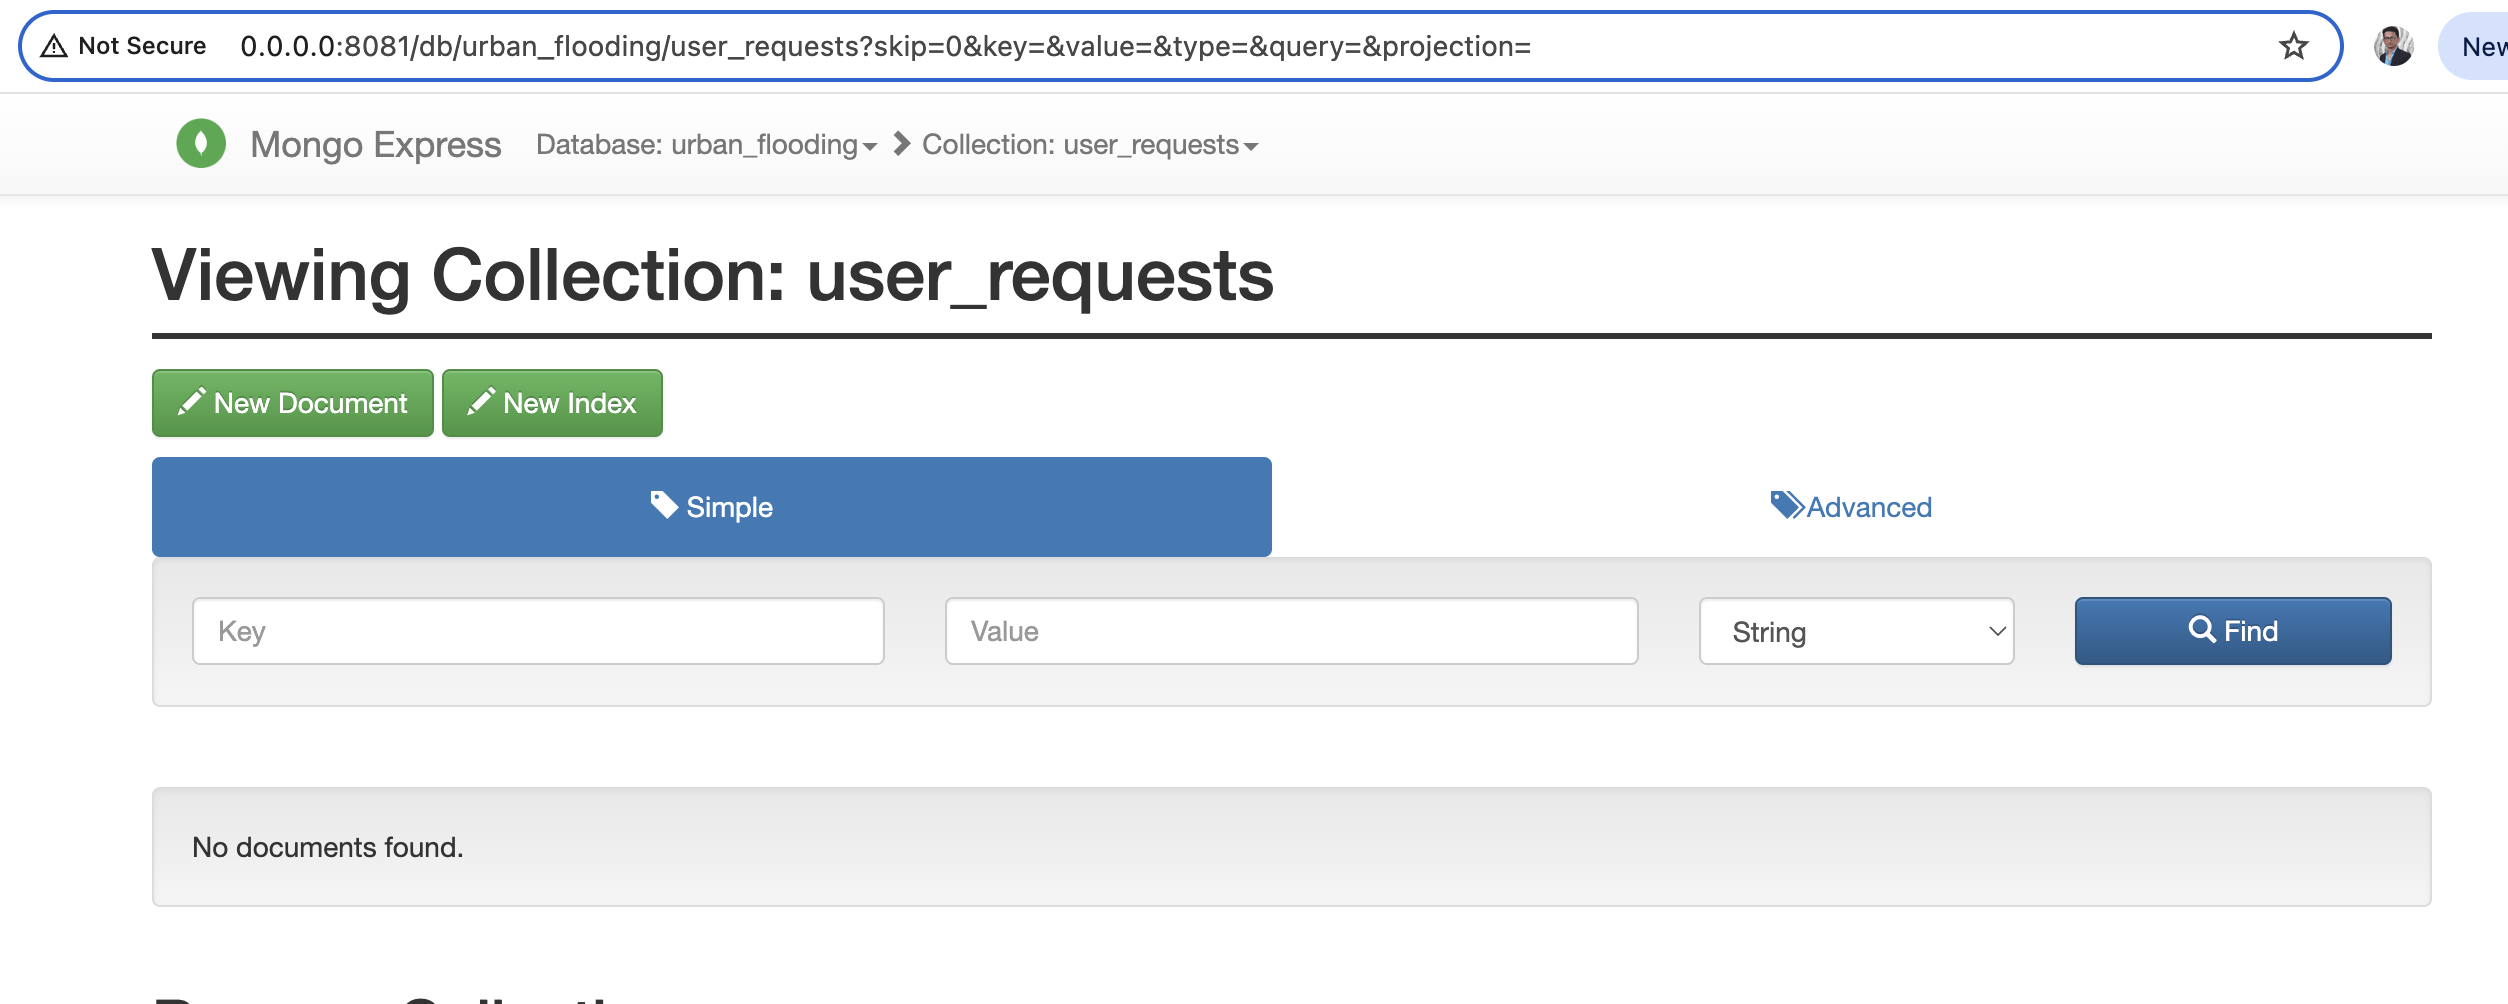 Not Secure 0.0.0.0:8081/db/urban_flooding/user_requests?skip=0&key=&value=&type=&query=&projection=
Mongo Express Database: urban_flooding Collection: user_requests
Viewing Collection: user_requests
New Document New Index
Simple Advanced
Key Value String Find
No documents found.